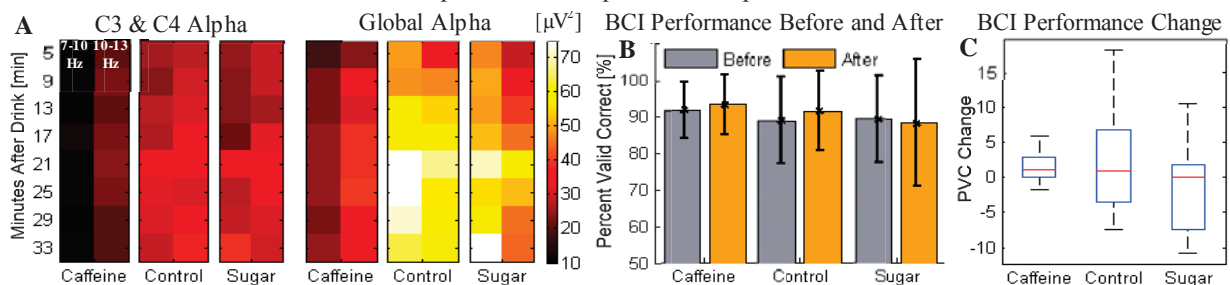 A C3 & C4 Alpha Global Alpha [μV²]
7-10 Hz 10-13 Hz
Minutes After Drink [min]
5
9
13
17
21
25
29
33
Caffeine Control Sugar Caffeine Control Sugar
70
60
50
40
30
20
10
B BCI Performance Before and After
Before After
Percent Valid Correct [%]
100
90
80
70
60
50
Caffeine Control Sugar
C BCI Performance Change
PVC Change
15
10
5
0
-5
-10
Caffeine Control Sugar